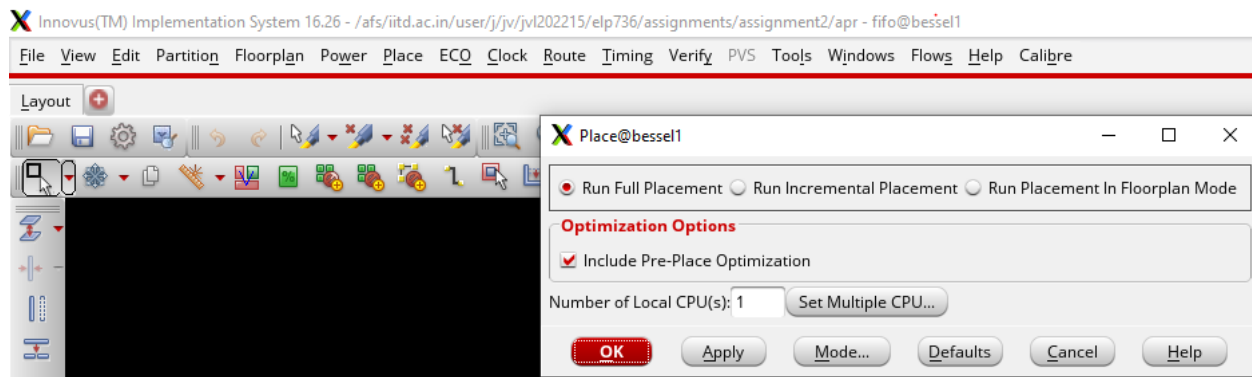 Innovus(TM) Implementation System 16.26 - /afs/iitd.ac.in/user/j/jv/jvl202215/elp736/assignments/assignment2/apr - fifo@bessel1
File View Edit Partition Floorplan Power Place ECO Clock Route Timing Verify PVS Tools Windows Flows Help Calibre
Layout
Place@bessel1
Run Full Placement Run Incremental Placement Run Placement In Floorplan Mode
Optimization Options
Include Pre-Place Optimization
Number of Local CPU(s): 1 Set Multiple CPU...
OK Apply Mode... Defaults Cancel Help